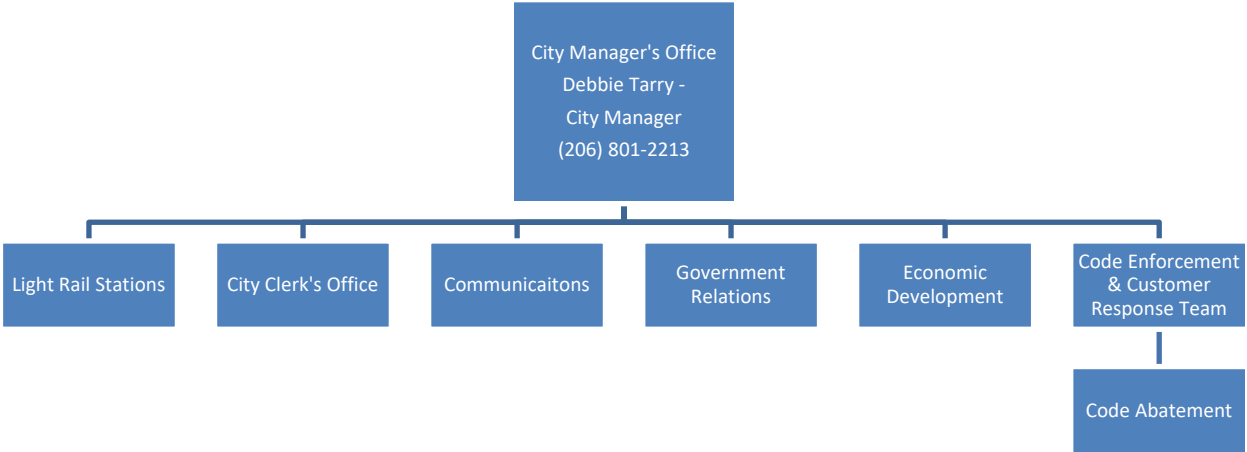 City Manager's Office
Debbie Tarry -
City Manager
(206) 801-2213
Light Rail Stations
City Clerk's Office
Communicaitons
Government
Relations
Economic
Development
Code Enforcement
& Customer
Response Team
Code Abatement